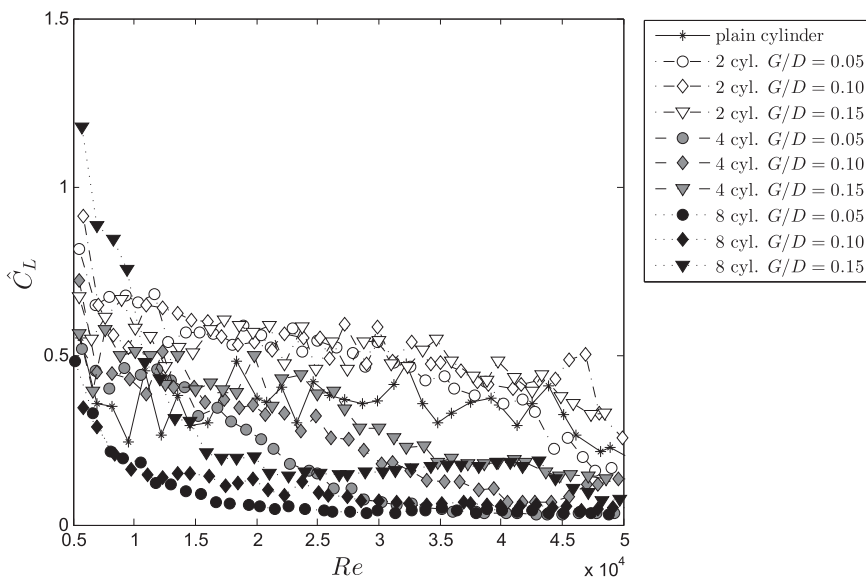 1.5
1
0.5
0
Ĉ_L
0.5
1
1.5
2
2.5
3
3.5
4
4.5
5
Re
x 10^4
plain cylinder
2 cyl. G/D = 0.05
2 cyl. G/D = 0.10
2 cyl. G/D = 0.15
4 cyl. G/D = 0.05
4 cyl. G/D = 0.10
4 cyl. G/D = 0.15
8 cyl. G/D = 0.05
8 cyl. G/D = 0.10
8 cyl. G/D = 0.15